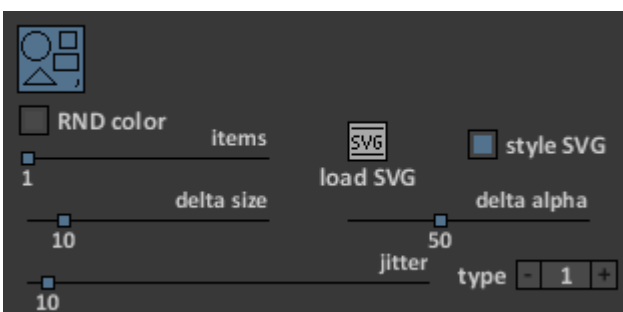 RND color
items
SVG
style SVG
1
load SVG
delta size
delta alpha
10
50
jitter
type - 1 +
10